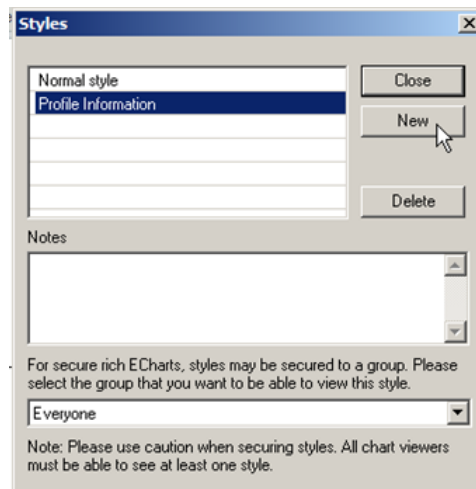 Styles
Normal style
Close
Profile Information
New
Delete
Notes
For secure rich ECharts, styles may be secured to a group. Please
select the group that you want to be able to view this style.
Everyone
Note: Please use caution when securing styles. All chart viewers
must be able to see at least one style.